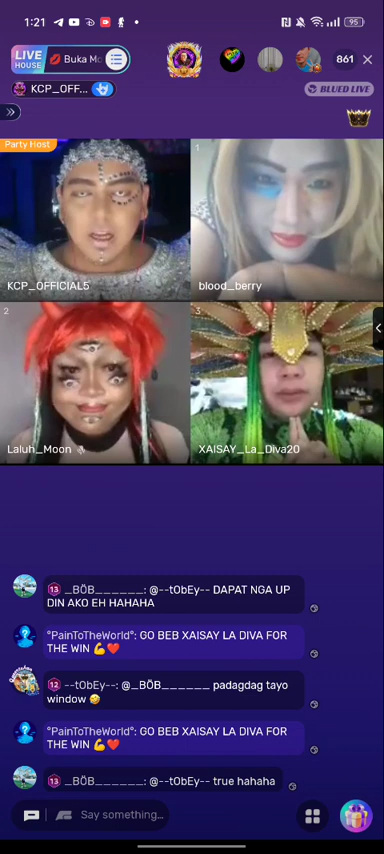 1:21
95
LIVE HOUSE
Buka Mo
861
KCP_OFF...
BLUED LIVE
Party Host
1
KCP_OFFICIAL5
blood_berry
2
3
Laluh_Moon
XAISAY_La_Diva20
13 _BÖB______: @--tObEy-- DAPAT NGA UP
DIN AKO EH HAHAHA
°PainToTheWorld°: GO BEB XAISAY LA DIVA FOR
THE WIN 💪❤️
12 --tObEy--: @_BÖB______ padagdag tayo
window 🤣
°PainToTheWorld°: GO BEB XAISAY LA DIVA FOR
THE WIN 💪❤️
13 _BÖB______: @--tObEy-- true hahaha
Say something...